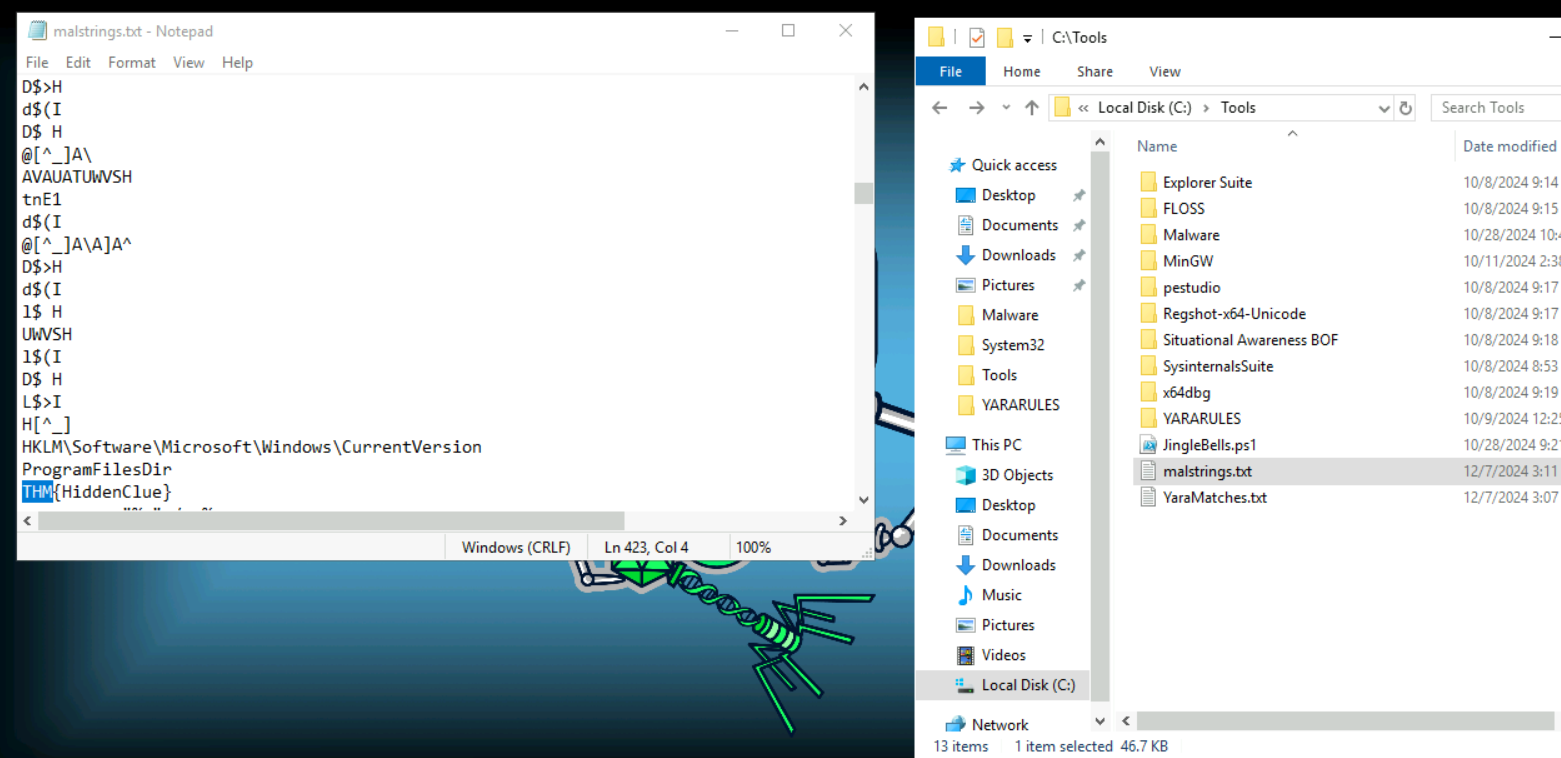 malstrings.txt - Notepad
File Edit Format View Help
D$>H
d$(I
D$ H
@[^_]A\
AVAUATUWVSH
tnE1
d$(I
@[^_]A\A]A^
D$>H
d$(I
l$ H
UWVSH
l$(I
D$ H
L$>I
H[^_]
HKLM\Software\Microsoft\Windows\CurrentVersion
ProgramFilesDir
THM{HiddenClue}
Windows (CRLF) Ln 423, Col 4 100%
C:\Tools
File Home Share View
« Local Disk (C:) › Tools
Search Tools
Quick access
Desktop
Documents
Downloads
Pictures
Malware
System32
Tools
YARARULES
This PC
3D Objects
Desktop
Documents
Downloads
Music
Pictures
Videos
Local Disk (C:)
Network
Name Date modified
Explorer Suite 10/8/2024 9:14
FLOSS 10/8/2024 9:15
Malware 10/28/2024 10:4
MinGW 10/11/2024 2:38
pestudio 10/8/2024 9:17
Regshot-x64-Unicode 10/8/2024 9:17
Situational Awareness BOF 10/8/2024 9:18
SysinternalsSuite 10/8/2024 8:53
x64dbg 10/8/2024 9:19
YARARULES 10/9/2024 12:25
JingleBells.ps1 10/28/2024 9:21
malstrings.txt 12/7/2024 3:11
YaraMatches.txt 12/7/2024 3:07
13 items 1 item selected 46.7 KB